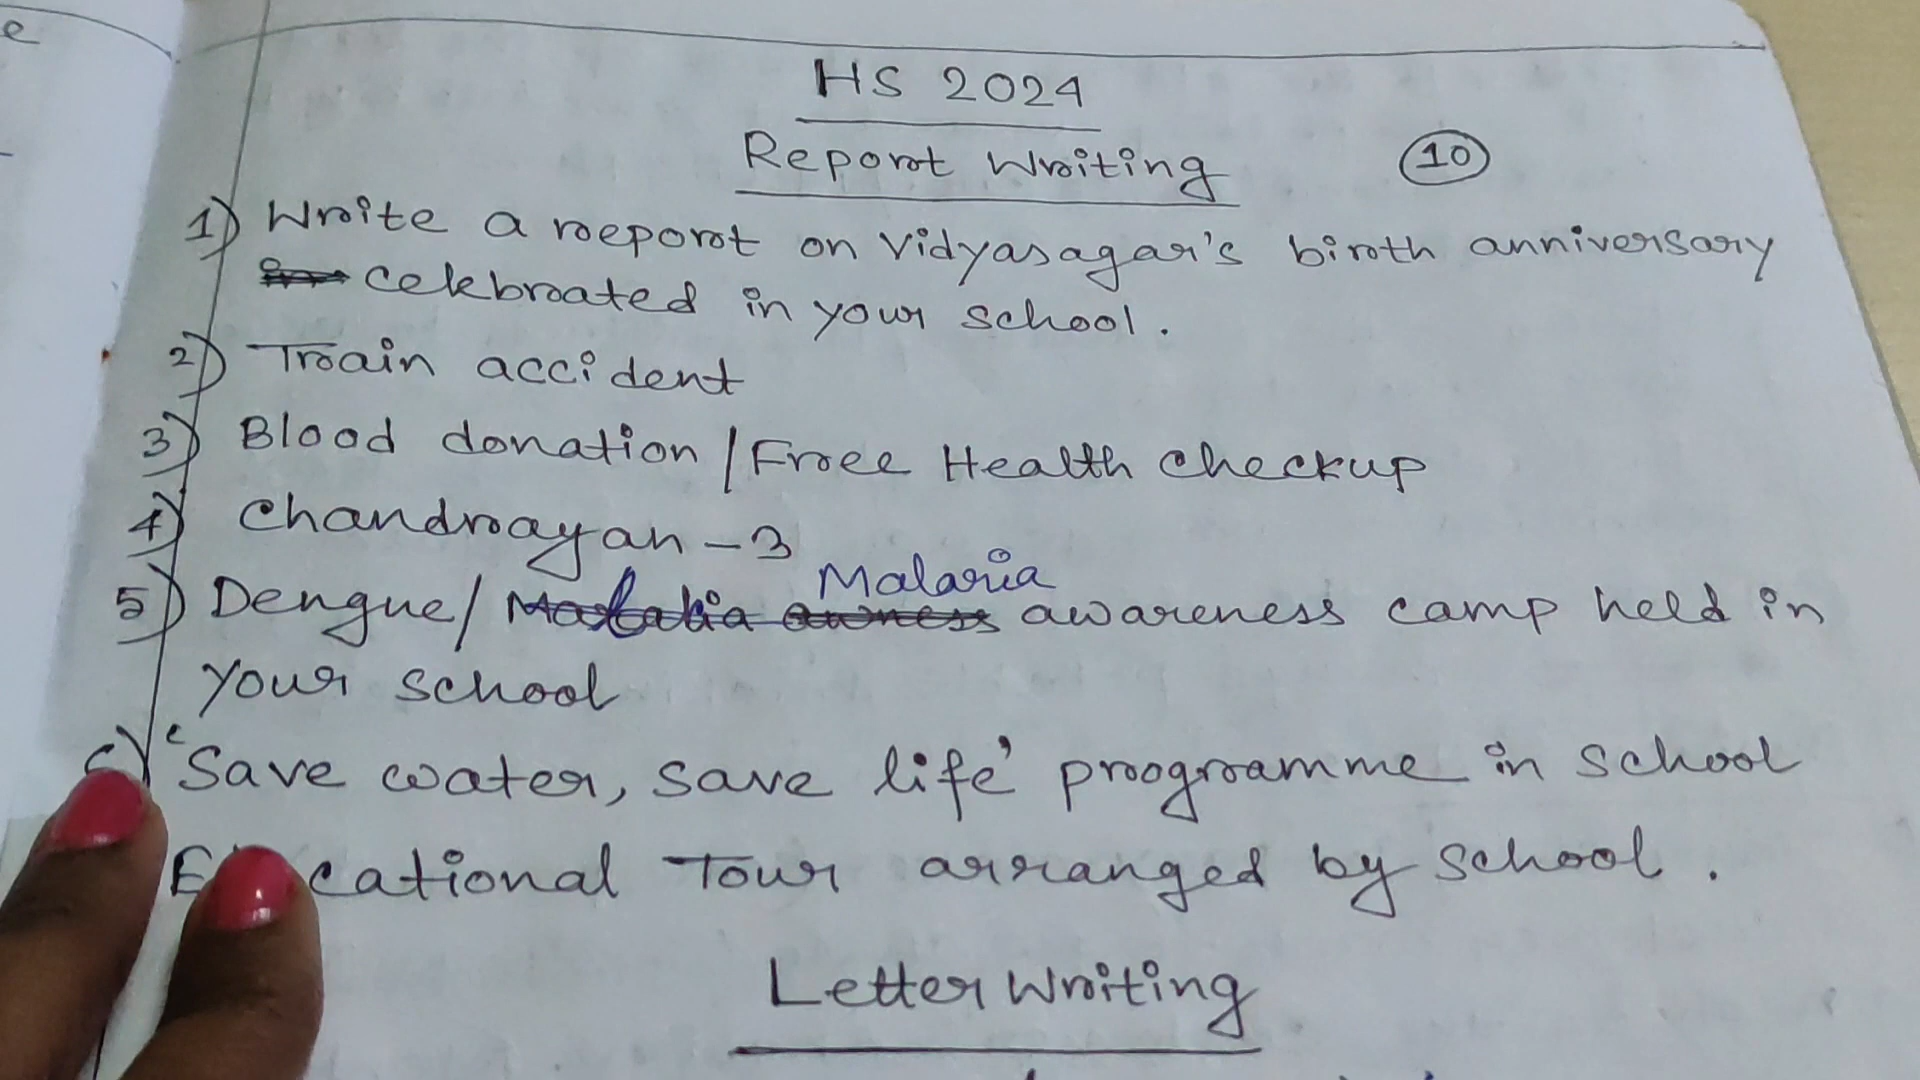 e
HS 2024
Report Writing
10
1) Write a report on Vidyasagar's birth anniversary
celebrated in your school.
2) Train accident
3) Blood donation / Free Health checkup
4) Chandrayan-3
5) Dengue/ Malaria awareness camp held in
your school
'Save water, save life' programme in school
Tour arranged by school.
Letter Writing